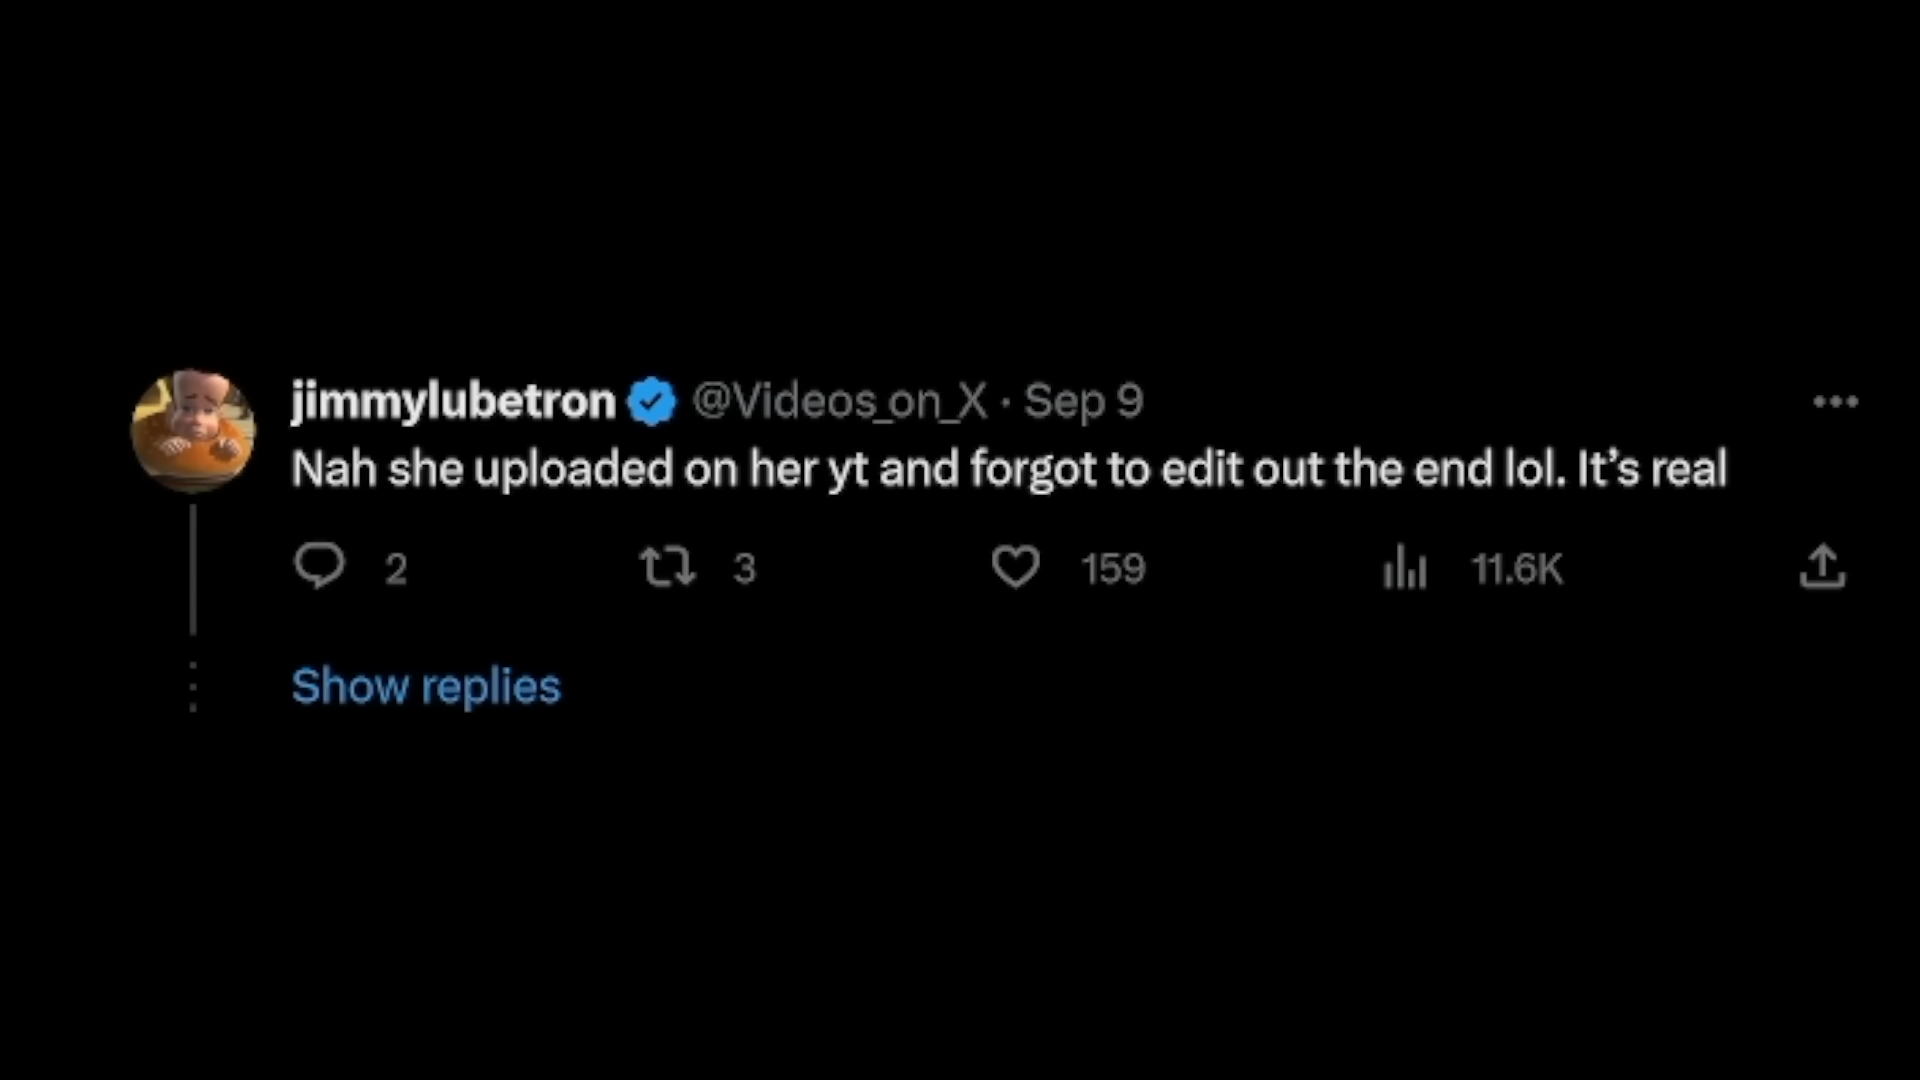 jimmylubetron @Videos_on_X · Sep 9
Nah she uploaded on her yt and forgot to edit out the end lol. It’s real
2 3 159 11.6K
Show replies